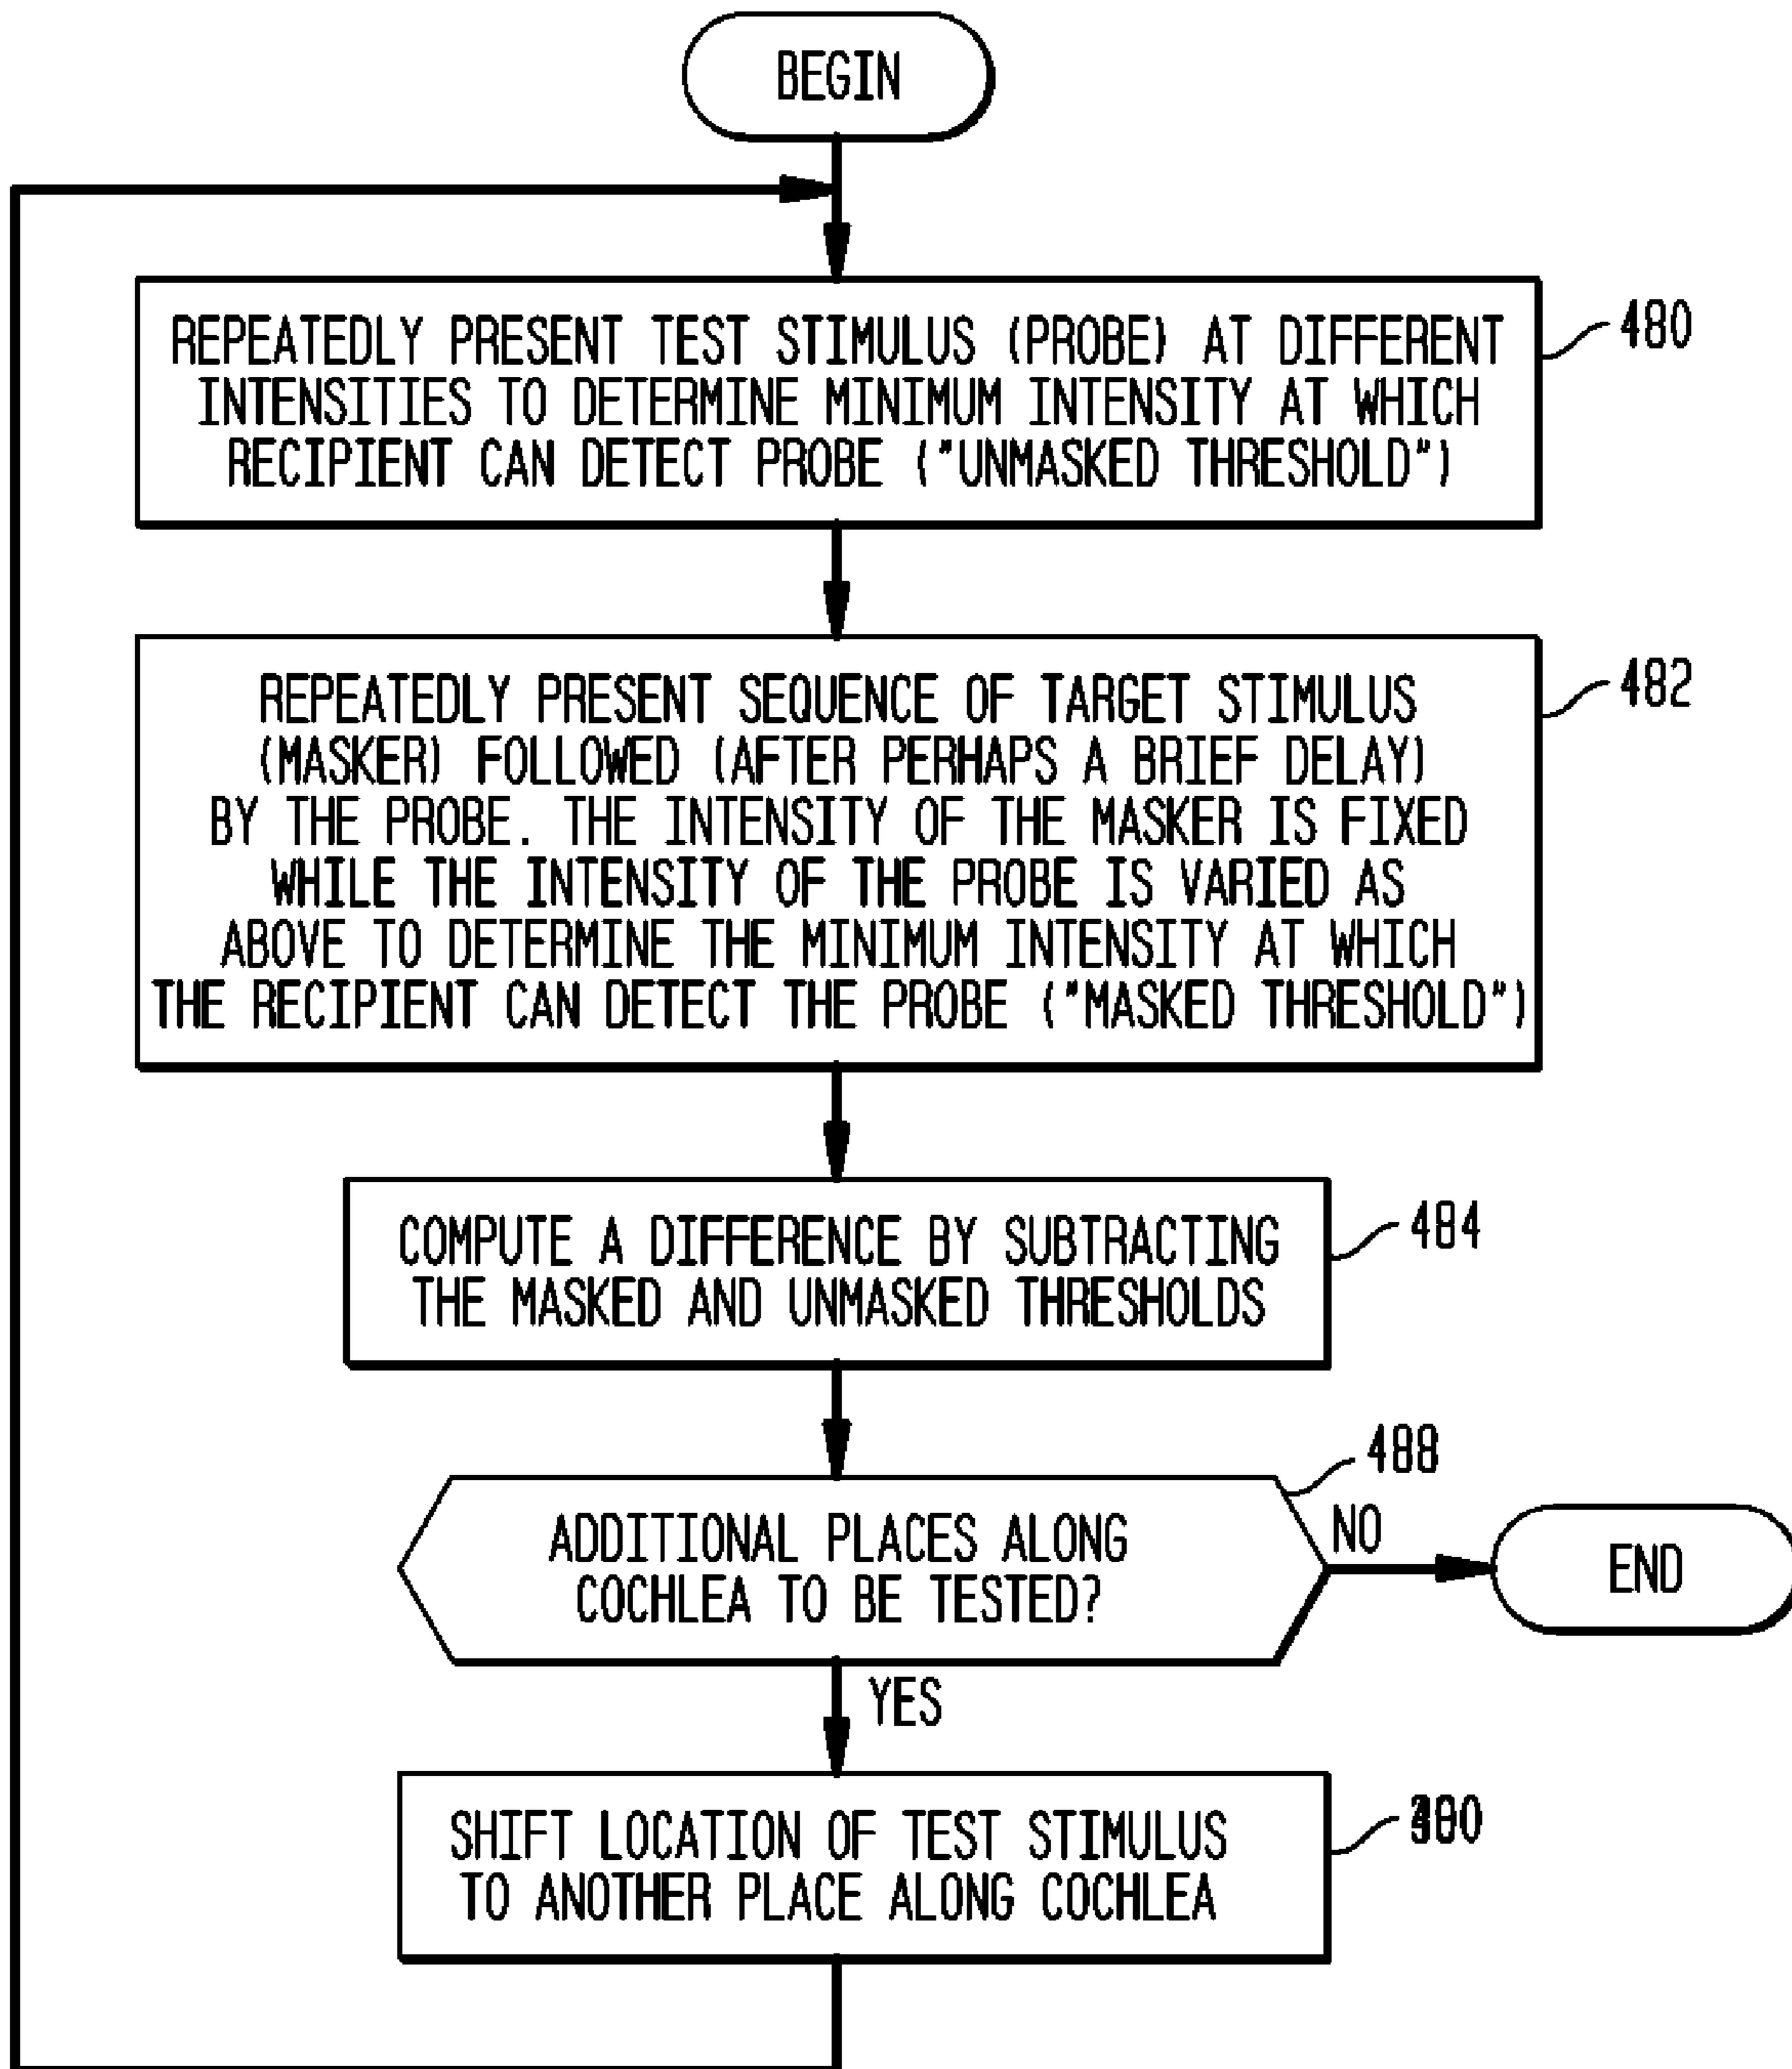 BEGIN
REPEATEDLY PRESENT TEST STIMULUS (PROBE) AT DIFFERENT
INTENSITIES TO DETERMINE MINIMUM INTENSITY AT WHICH
RECIPIENT CAN DETECT PROBE ("UNMASKED THRESHOLD")
480
REPEATEDLY PRESENT SEQUENCE OF TARGET STIMULUS
(MASKER) FOLLOWED (AFTER PERHAPS A BRIEF DELAY)
BY THE PROBE. THE INTENSITY OF THE MASKER IS FIXED
WHILE THE INTENSITY OF THE PROBE IS VARIED AS
ABOVE TO DETERMINE THE MINIMUM INTENSITY AT WHICH
THE RECIPIENT CAN DETECT THE PROBE ("MASKED THRESHOLD")
482
COMPUTE A DIFFERENCE BY SUBTRACTING
THE MASKED AND UNMASKED THRESHOLDS
484
ADDITIONAL PLACES ALONG
COCHLEA TO BE TESTED?
488
NO
END
YES
SHIFT LOCATION OF TEST STIMULUS
TO ANOTHER PLACE ALONG COCHLEA